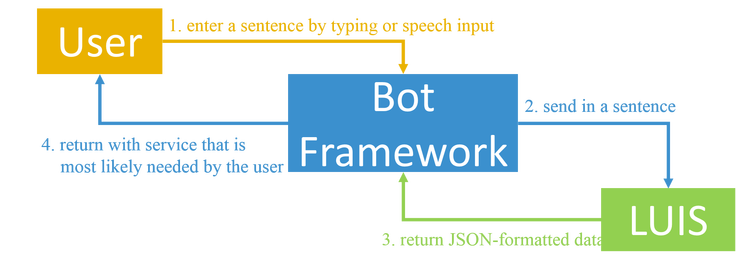 1. enter a sentence by typing or speech input
User
Bot
Framework
2. send in a sentence
4. return with service that is
most likely needed by the user
LUIS
3. return JSON-formatted data